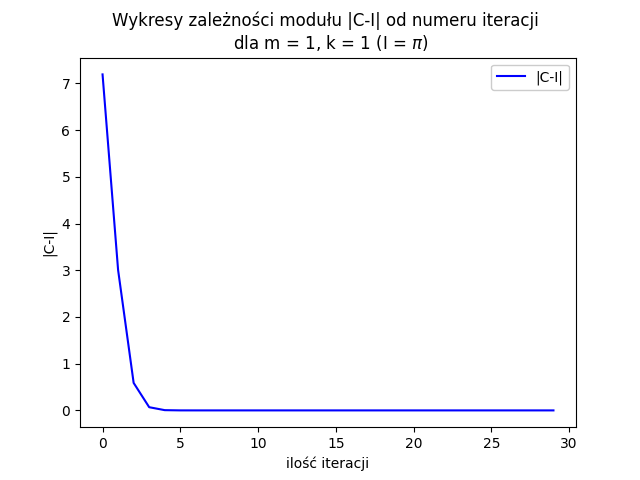 Wykresy zależności modułu |C-I| od numeru iteracji
dla m = 1, k = 1 (I = π)
|C-I|
7
6
5
4
3
2
1
0
|C-I|
0 5 10 15 20 25 30
ilość iteracji